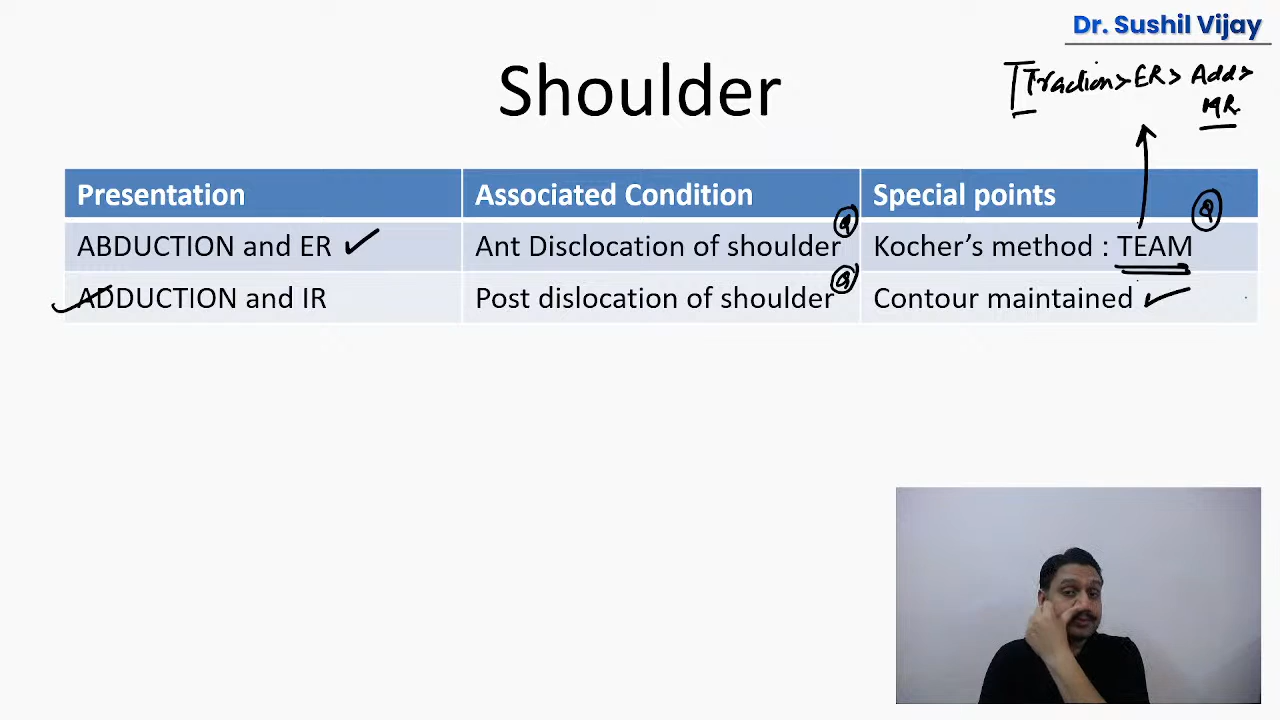 Dr. Sushil Vijay
Traction> ER> Add>
MR
Shoulder
Presentation Associated Condition Special points
ABDUCTION and ER Ant Disclocation of shoulder Kocher’s method : TEAM
ADDUCTION and IR Post dislocation of shoulder Contour maintained